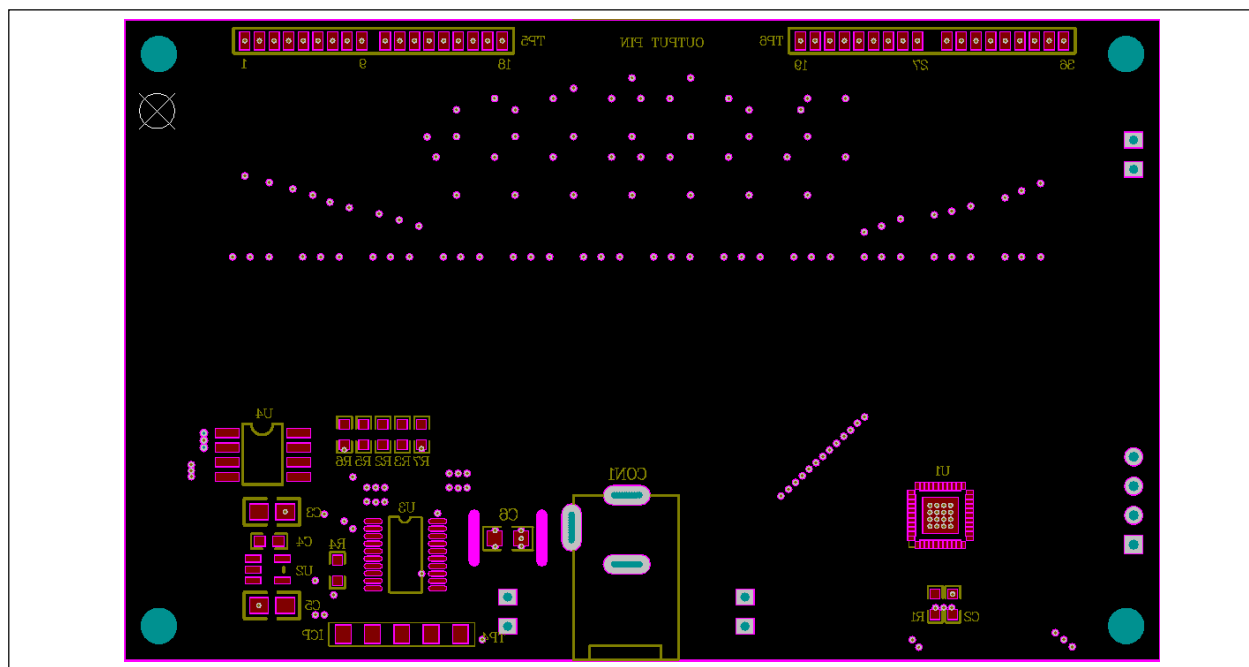 TP5
OUTPUT PIN
TP6
1
9
18
19
27
36
U4
R6
R5
R2
R3
R7
CON1
U1
C3
U3
C6
C4
R4
U2
C5
ICP
TP4
R1
C2